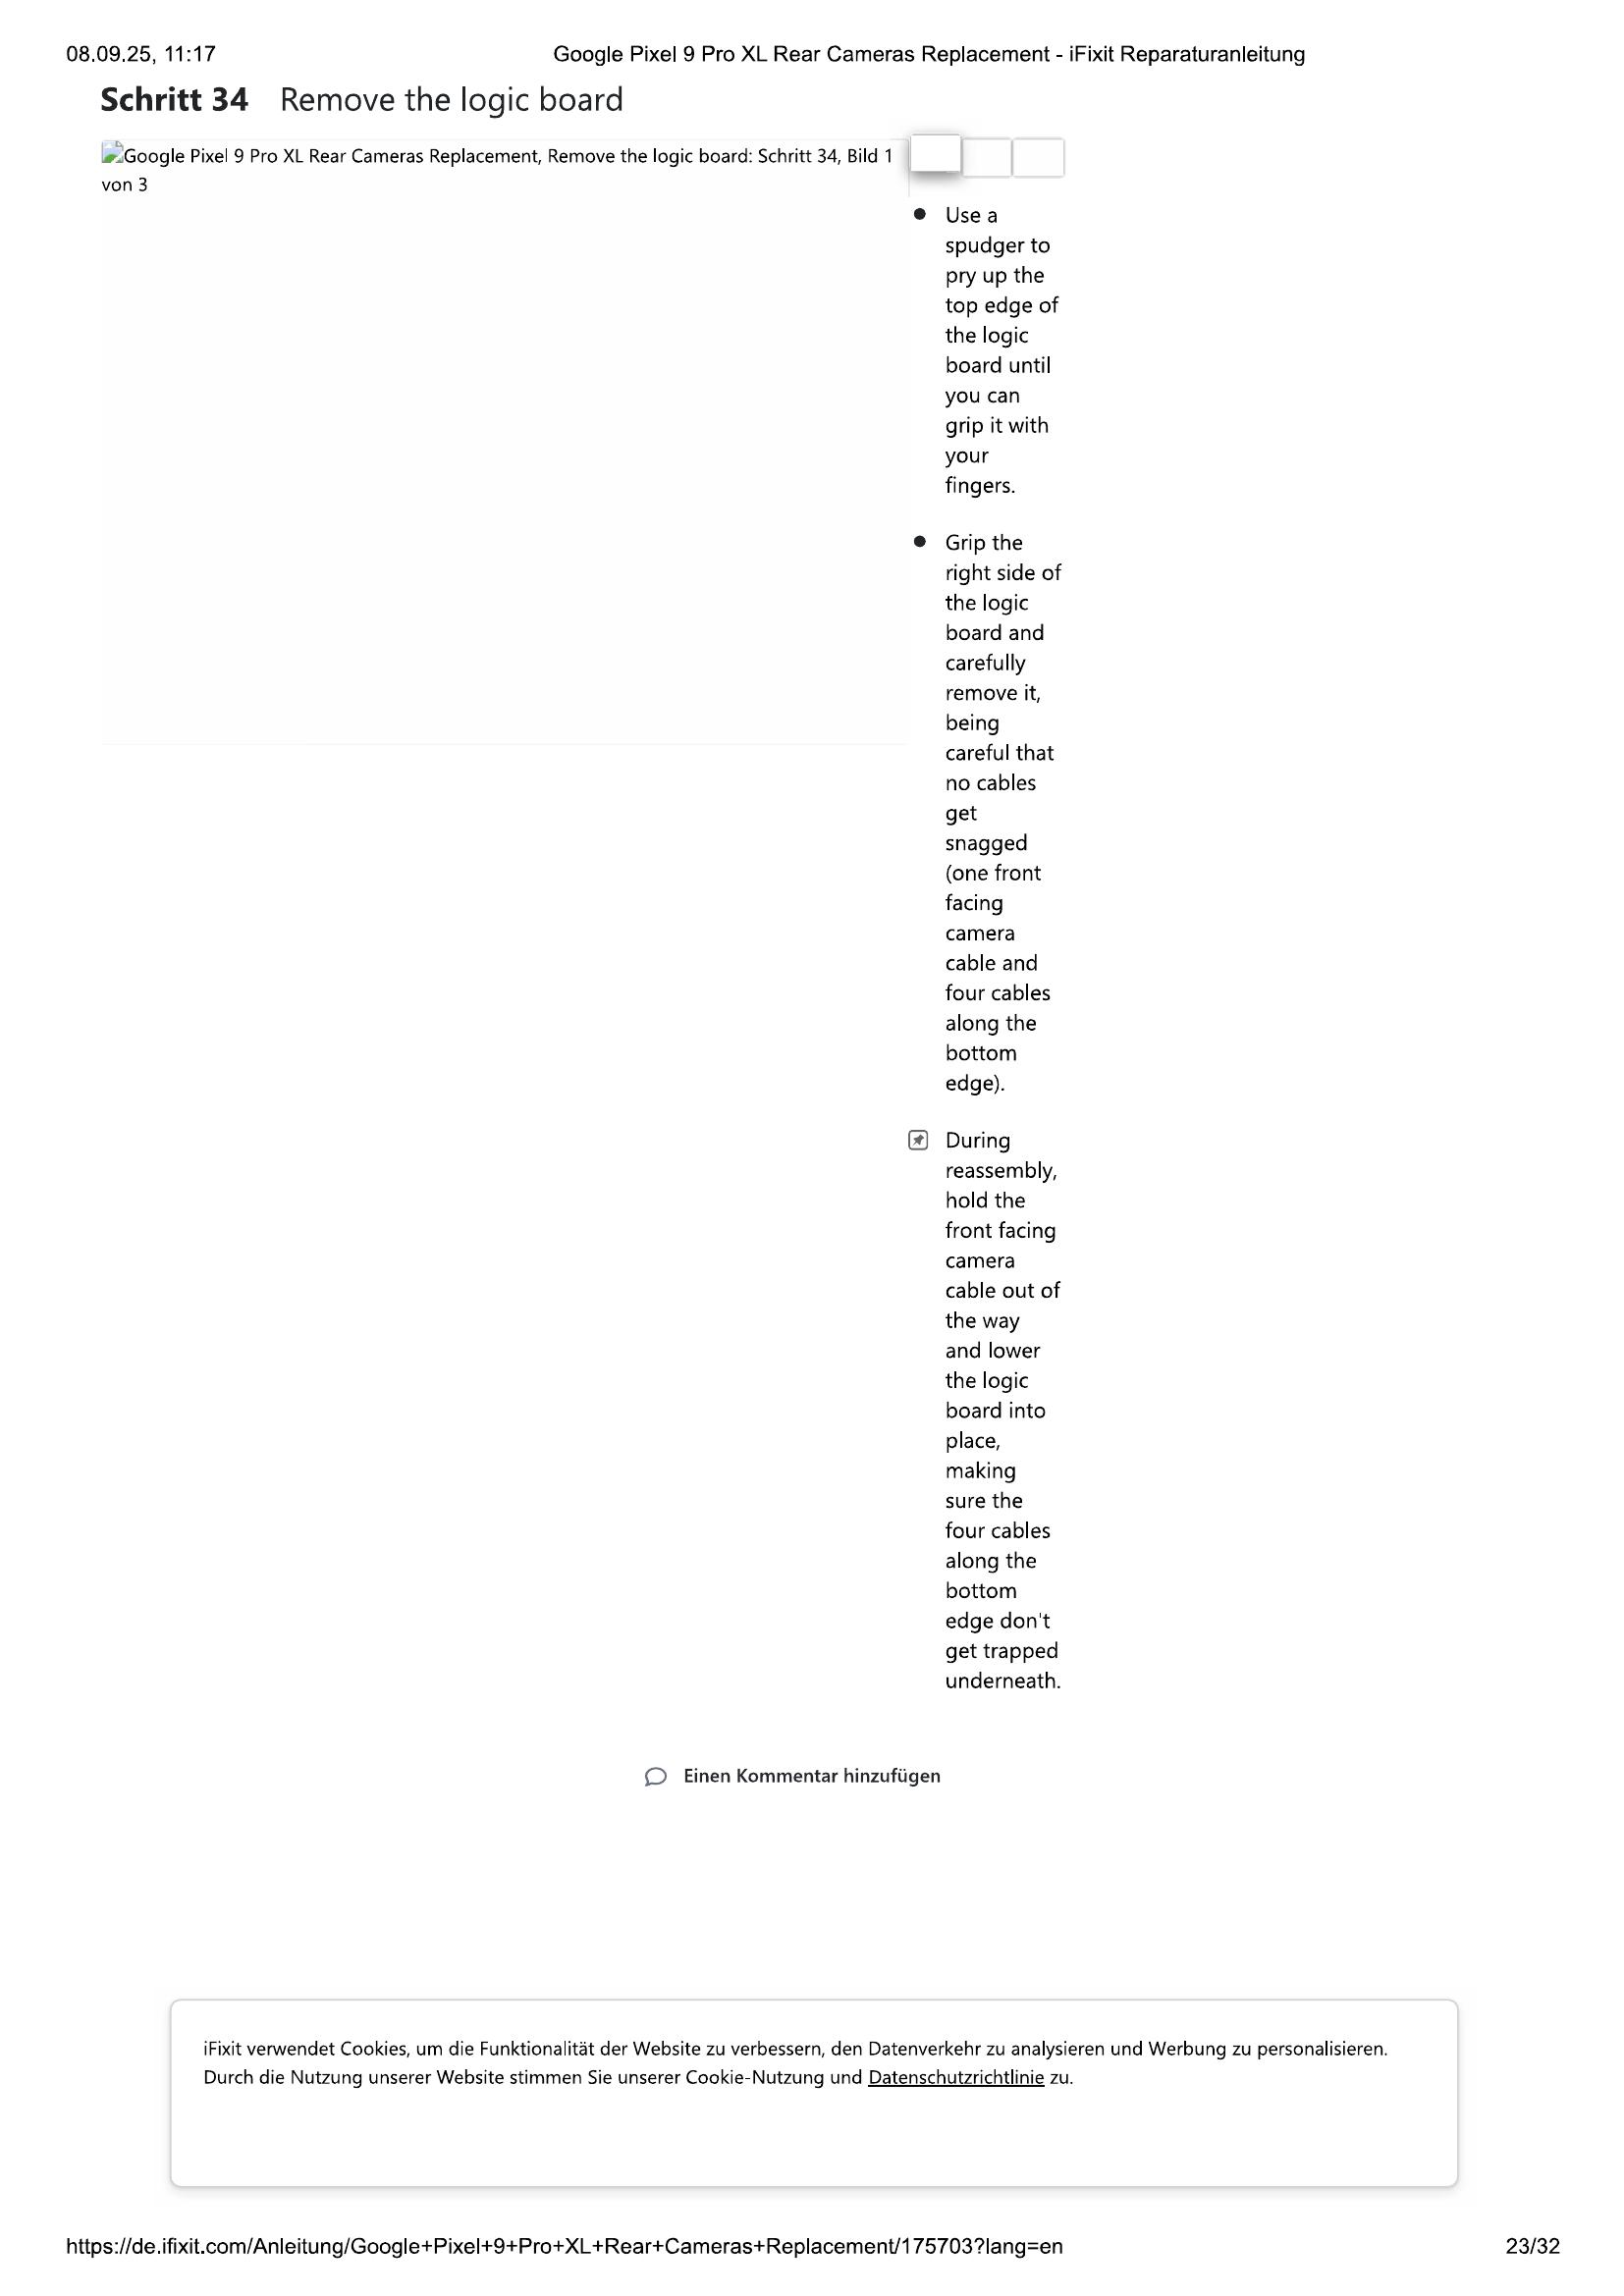 08.09.25, 11:17
Google Pixel 9 Pro XL Rear Cameras Replacement - iFixit Reparaturanleitung
Schritt 34 Remove the logic board
Google Pixel 9 Pro XL Rear Cameras Replacement, Remove the logic board: Schritt 34, Bild 1
von 3
Use a
spudger to
pry up the
top edge of
the logic
board until
you can
grip it with
your
fingers.
Grip the
right side of
the logic
board and
carefully
remove it,
being
careful that
no cables
get
snagged
(one front
facing
camera
cable and
four cables
along the
bottom
edge).
During
reassembly,
hold the
front facing
camera
cable out of
the way
and lower
the logic
board into
place,
making
sure the
four cables
along the
bottom
edge don't
get trapped
underneath.
Einen Kommentar hinzufügen
iFixit verwendet Cookies, um die Funktionalität der Website zu verbessern, den Datenverkehr zu analysieren und Werbung zu personalisieren.
Durch die Nutzung unserer Website stimmen Sie unserer Cookie-Nutzung und Datenschutzrichtlinie zu.
https://de.ifixit.com/Anleitung/Google+Pixel+9+Pro+XL+Rear+Cameras+Replacement/175703?lang=en
23/32